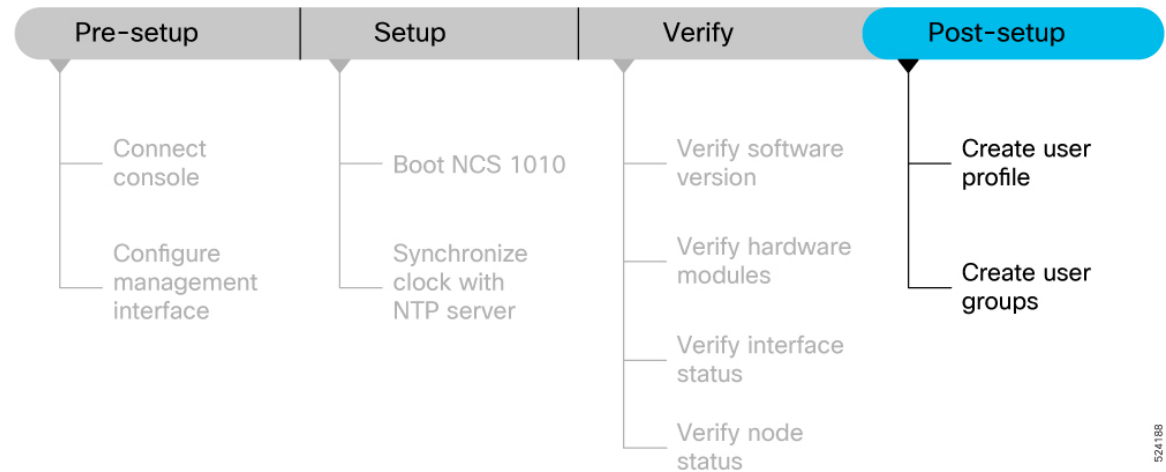 Pre-setup
Setup
Verify
Post-setup
Connect
console
Configure
management
interface
Boot NCS 1010
Synchronize
clock with
NTP server
Verify software
version
Verify hardware
modules
Verify interface
status
Verify node
status
Create user
profile
Create user
groups
524188